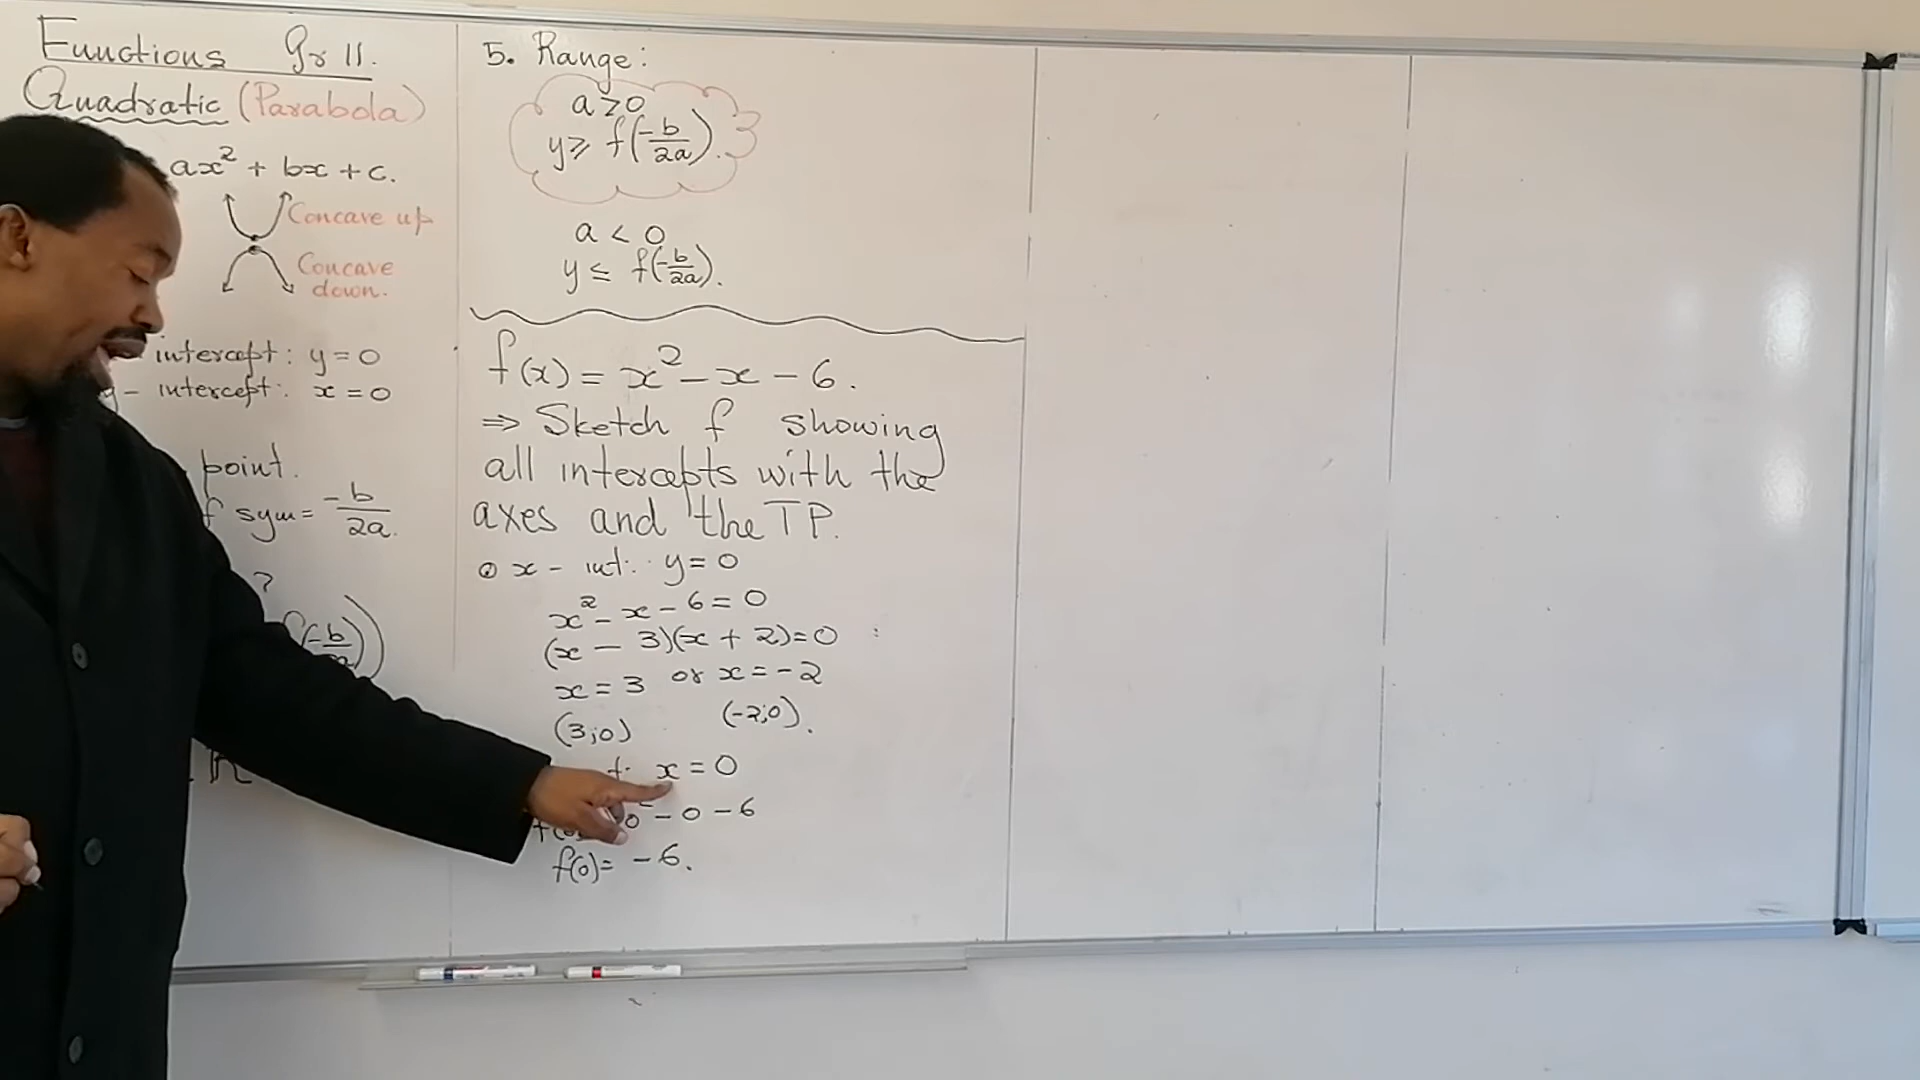 Functions Gr 11.
Quadratic (Parabola)
ax² + bx + c.
Concave up
Concave
down.
intercept: y = 0
y - intercept: x = 0
point.
f sym = -b/2a.
?
f(-b/2a))
5. Range:
a > 0
y ≥ f(-b/2a).
a < 0
y ≤ f(-b/2a).
f(x) = x² - x - 6.
⇒ Sketch f showing
all intercepts with the
axes and the TP.
x - int: y = 0
x² - x - 6 = 0
(x - 3)(x + 2) = 0
x = 3 or x = -2
(3;0) (-2;0).
x = 0
0² - 0 - 6
f(0) = -6.